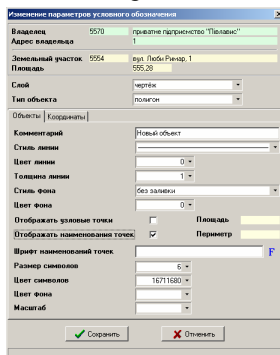 Изменение параметров условного обозначения
Владелец 5570 приватне підприємство "Півлавис"
Адрес владельца 1
Земельный участок 5554 вул. Люби Римар, 1
Площадь 555,28
Слой чертёж
Тип объекта полигон
Объекты Координаты
Комментарий Новый объект
Стиль линии
Цвет линии 0
Толщина линии 1
Стиль фона без заливки
Цвет фона 0
Отображать узловые точки Площадь
Отображать наименования точек Периметр
Шрифт наименований точек F
Размер символов 6
Цвет символов 16711680
Цвет фона
Масштаб
Сохранить Отменить